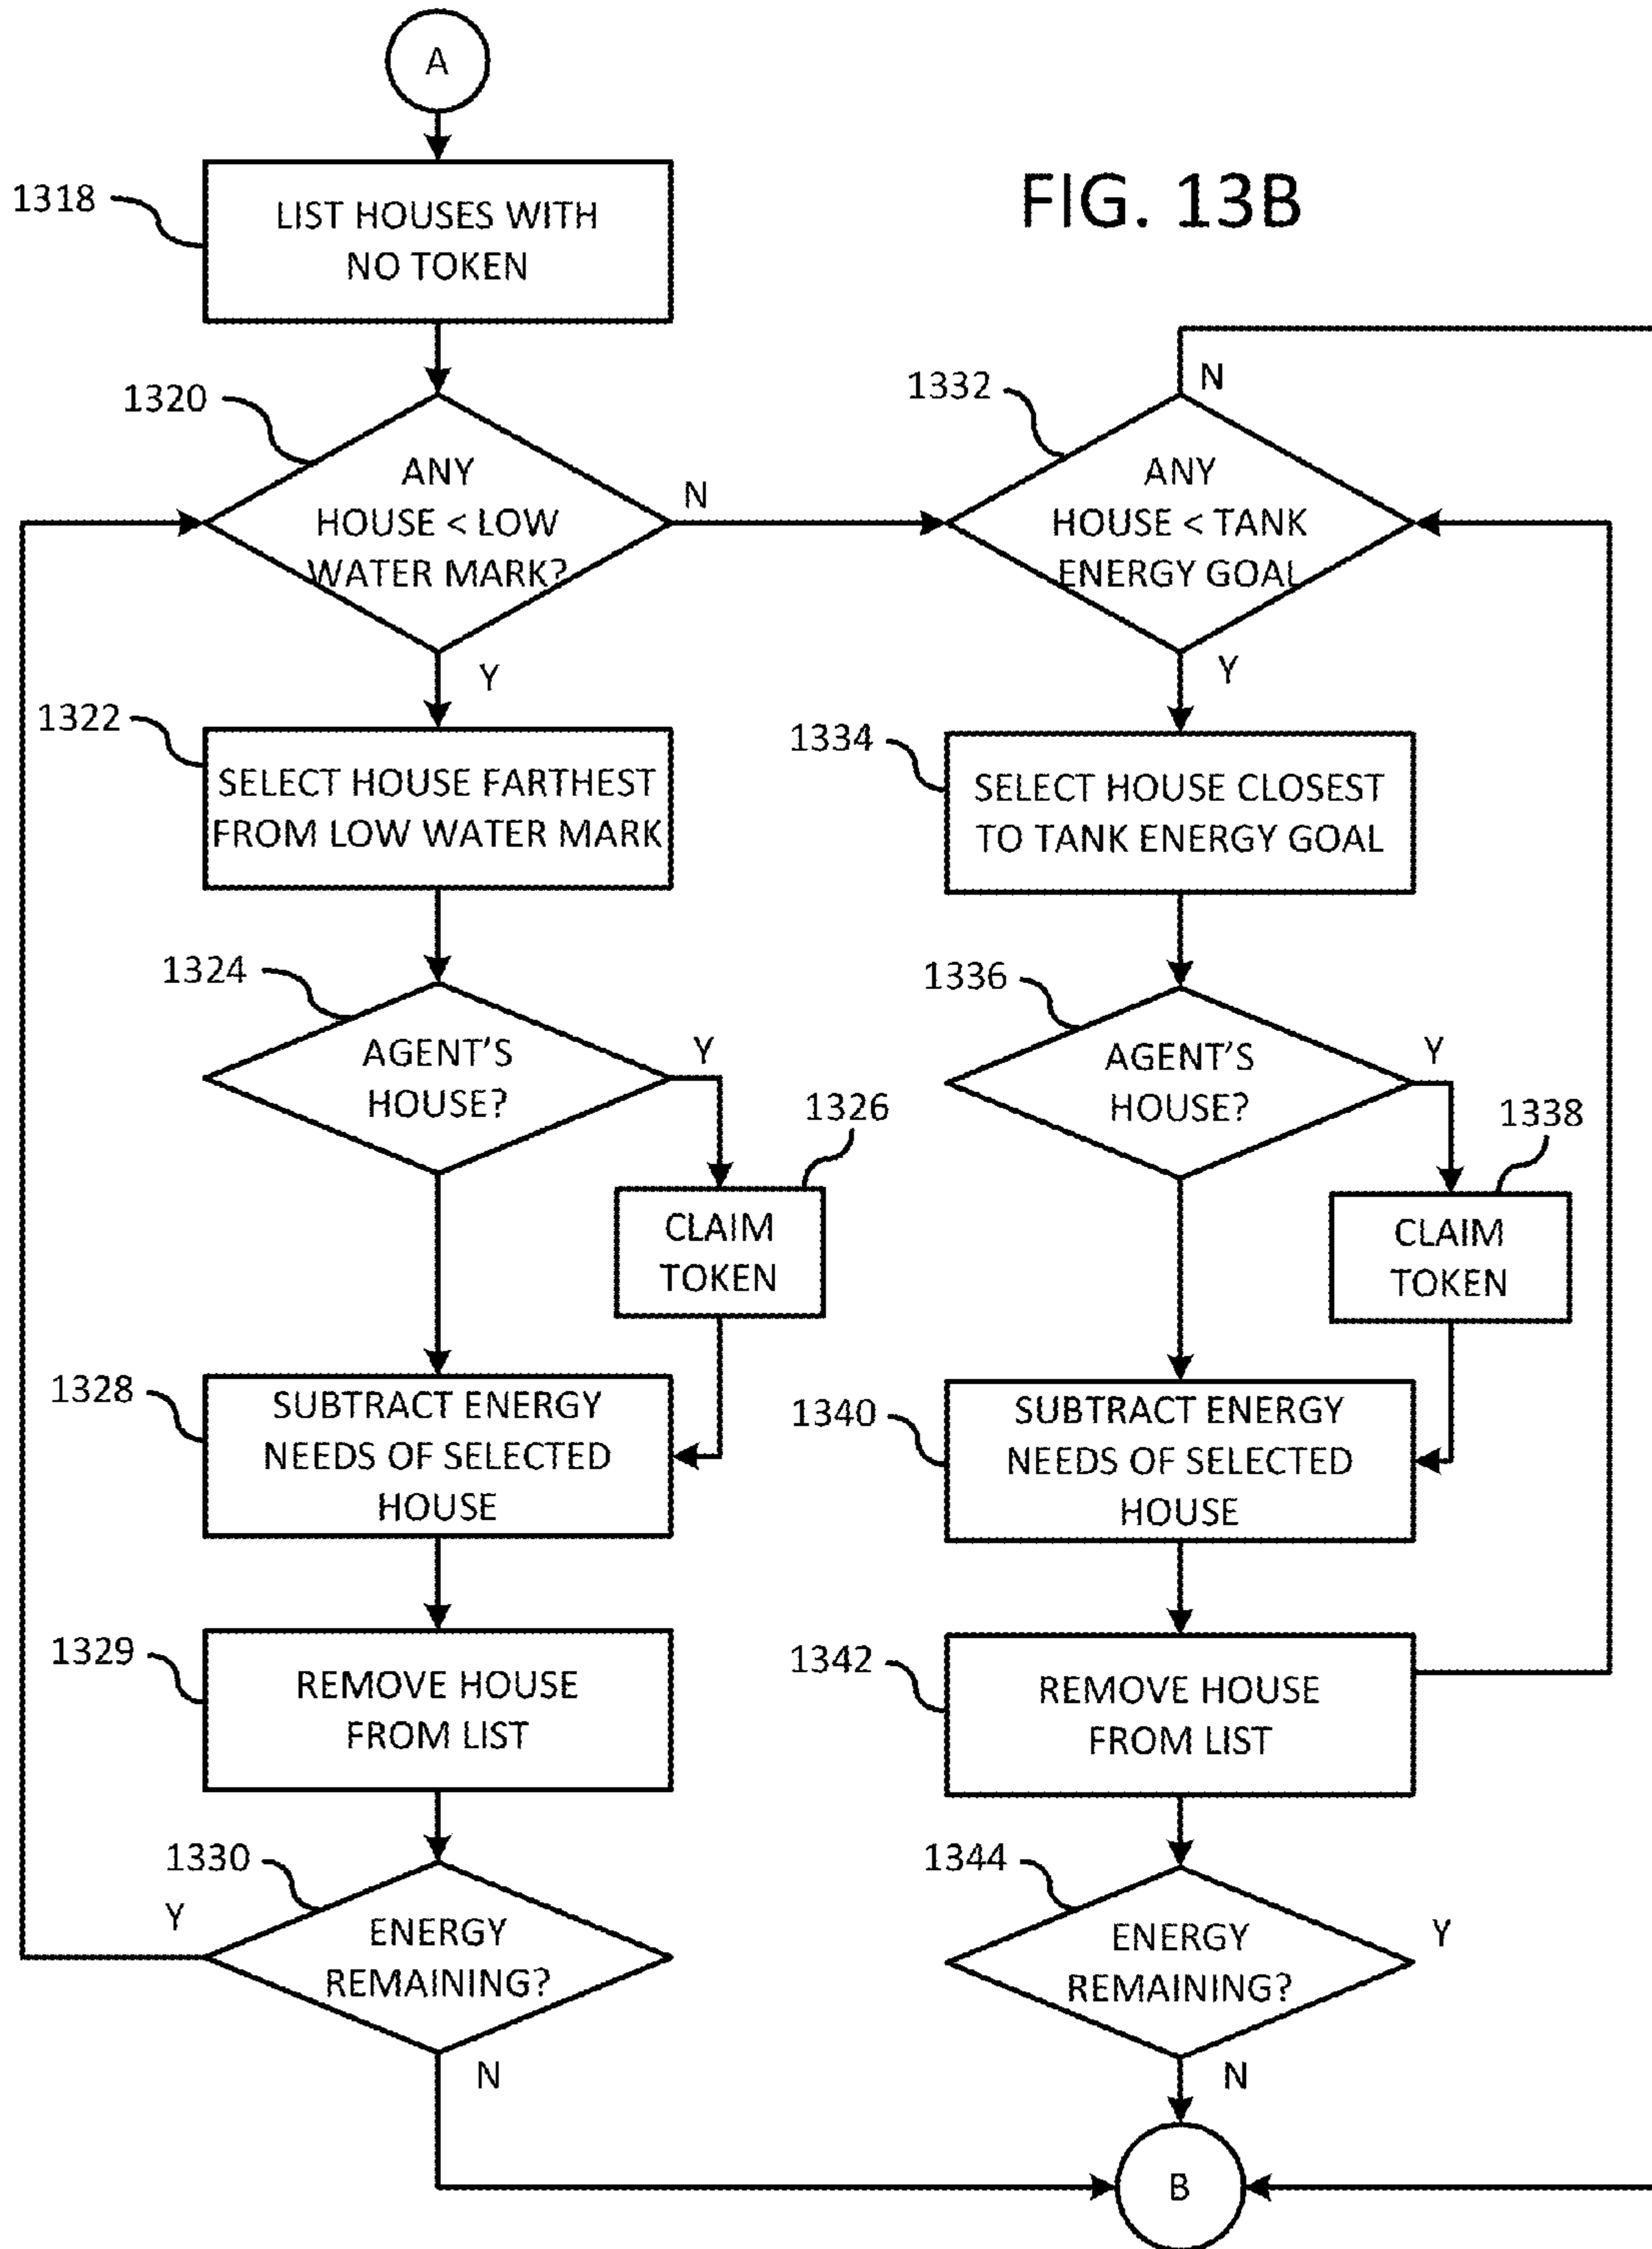 A
1318
LIST HOUSES WITH
NO TOKEN
FIG. 13B
1320
ANY
HOUSE < LOW
WATER MARK?
N
Y
1332
N
ANY
HOUSE < TANK
ENERGY GOAL
Y
1322
SELECT HOUSE FARTHEST
FROM LOW WATER MARK
1334
SELECT HOUSE CLOSEST
TO TANK ENERGY GOAL
1324
AGENT'S
HOUSE?
Y
1326
CLAIM
TOKEN
1336
AGENT'S
HOUSE?
Y
1338
CLAIM
TOKEN
1328
SUBTRACT ENERGY
NEEDS OF SELECTED
HOUSE
1340
SUBTRACT ENERGY
NEEDS OF SELECTED
HOUSE
1329
REMOVE HOUSE
FROM LIST
1342
REMOVE HOUSE
FROM LIST
1330
Y
ENERGY
REMAINING?
N
1344
ENERGY
REMAINING?
Y
N
B